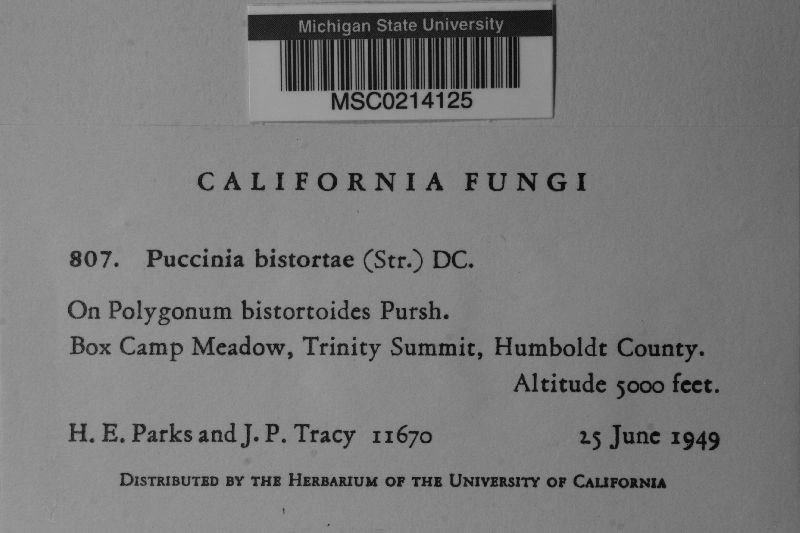 Michigan State University
MSC0214125
CALIFORNIA FUNGI
807. Puccinia bistortae (Str.) DC.
On Polygonum bistortoides Pursh.
Box Camp Meadow, Trinity Summit, Humboldt County.
Altitude 5000 feet.
H. E. Parks and J. P. Tracy 11670 25 June 1949
DISTRIBUTED BY THE HERBARIUM OF THE UNIVERSITY OF CALIFORNIA